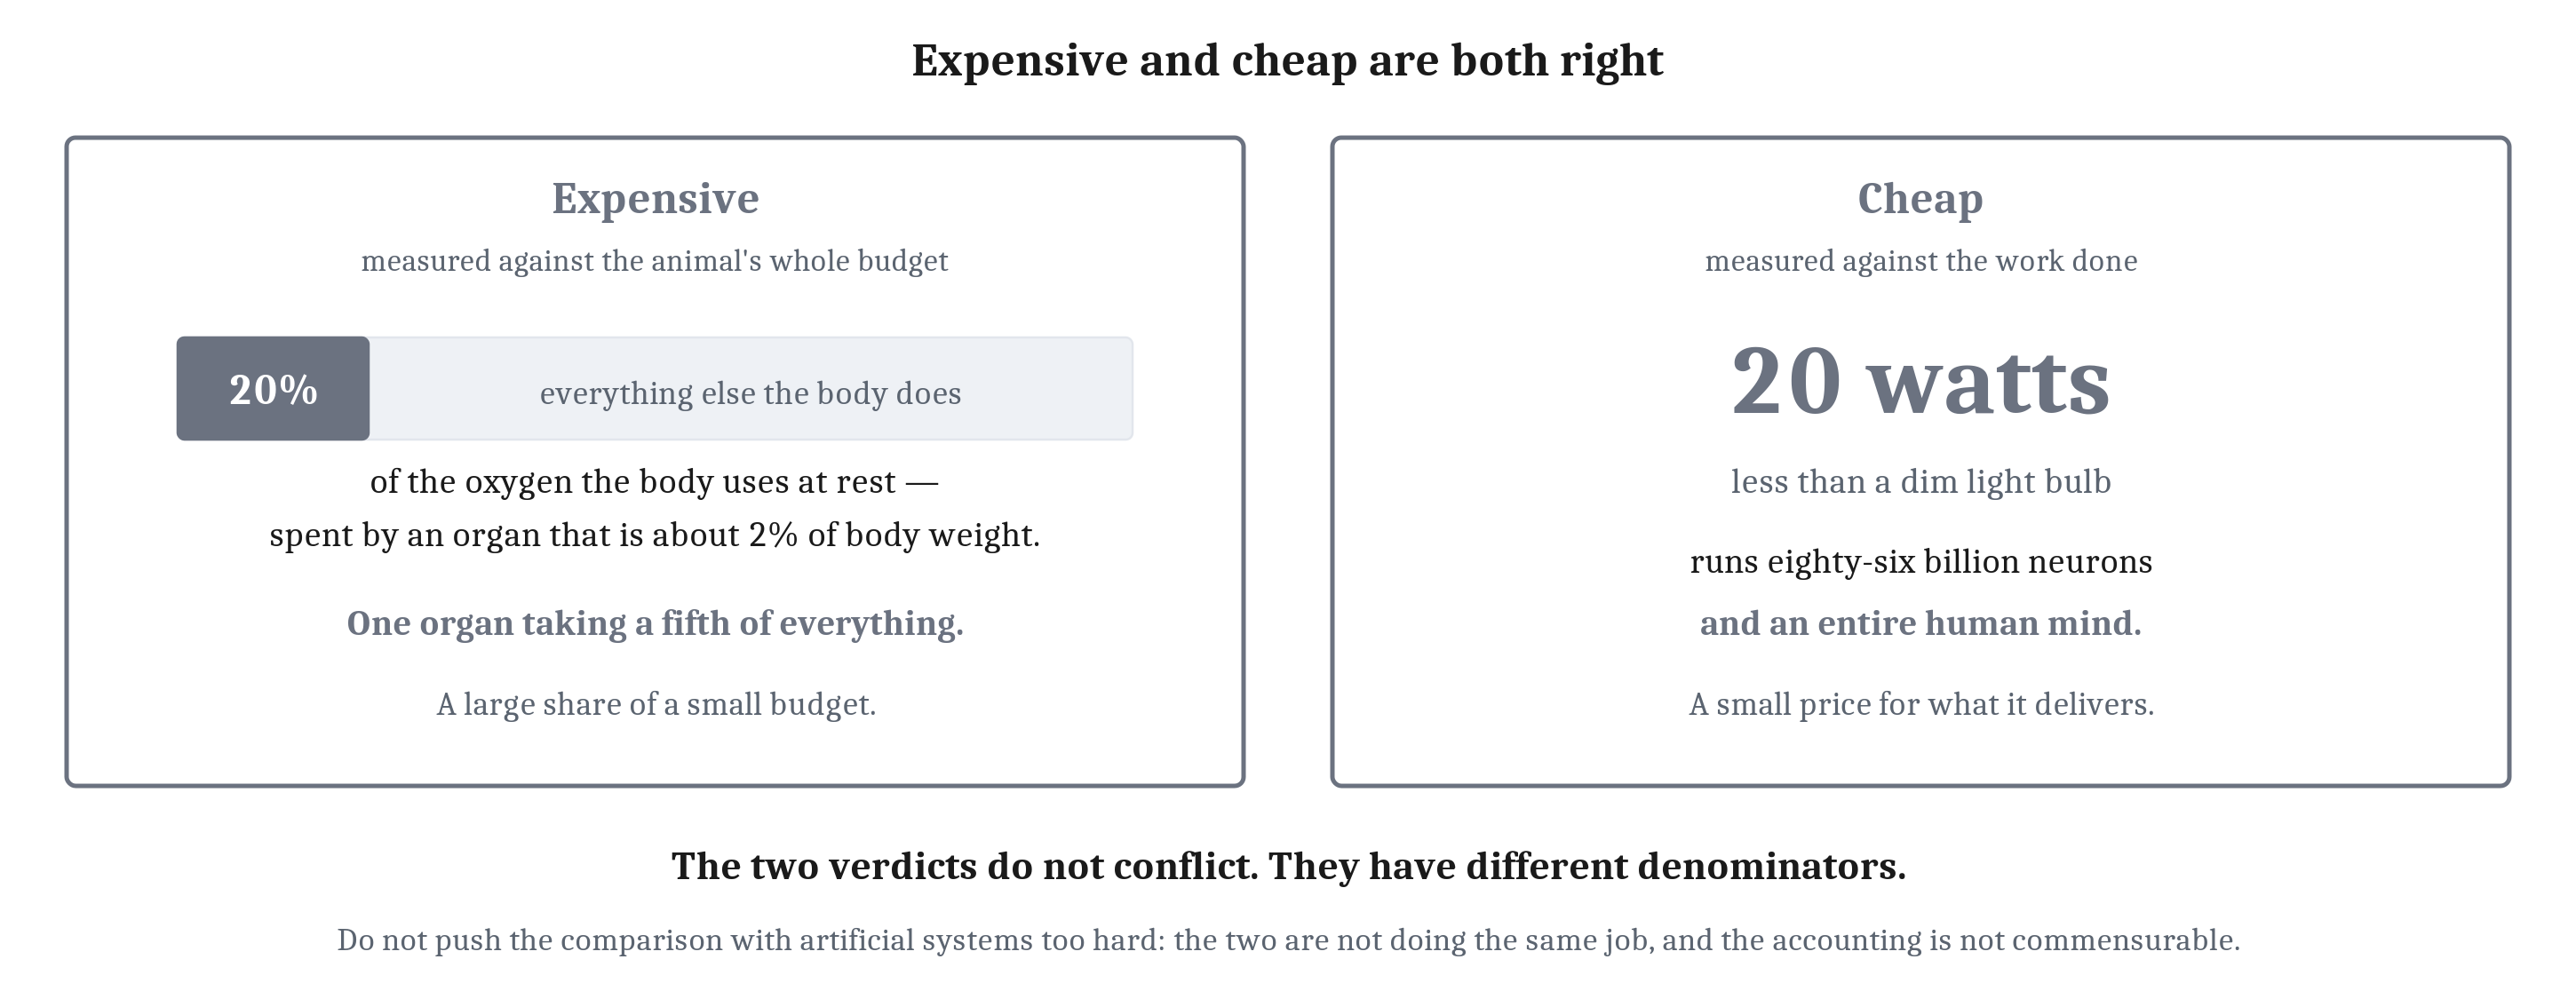 Expensive and cheap are both right
Expensive
measured against the animal's whole budget
20%
everything else the body does
of the oxygen the body uses at rest —
spent by an organ that is about 2% of body weight.
One organ taking a fifth of everything.
A large share of a small budget.
Cheap
measured against the work done
20 watts
less than a dim light bulb
runs eighty-six billion neurons
and an entire human mind.
A small price for what it delivers.
The two verdicts do not conflict. They have different denominators.
Do not push the comparison with artificial systems too hard: the two are not doing the same job, and the accounting is not commensurable.